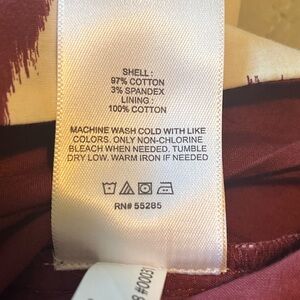 SHELL :
97% COTTON
3% SPANDEX
LINING :
100% COTTON
MACHINE WASH COLD WITH LIKE
COLORS. ONLY NON-CHLORINE
BLEACH WHEN NEEDED. TUMBLE
DRY LOW. WARM IRON IF NEEDED
RN# 55285